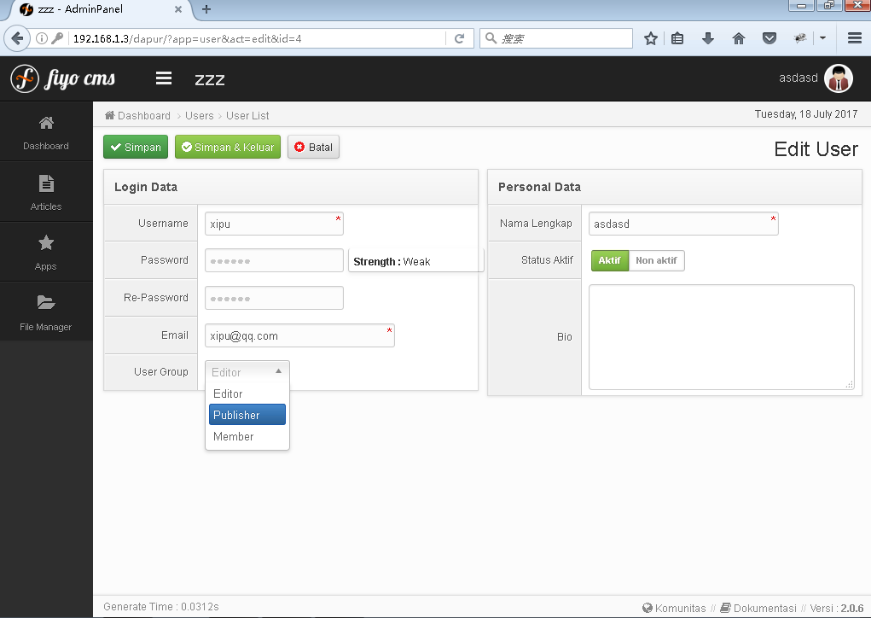 zzz - AdminPanel
192.168.1.3/dapur/?app=user&act=edit&id=4
搜索
fiyo cms
zzz
asdasd
Dashboard > Users > User List
Tuesday, 18 July 2017
Dashboard
Articles
Apps
File Manager
Simpan
Simpan & Keluar
Batal
Edit User
Login Data
Username
xipu
*
Password
Strength : Weak
Re-Password
Email
xipu@qq.com
*
User Group
Editor
Editor
Publisher
Member
Personal Data
Nama Lengkap
asdasd
*
Status Aktif
Aktif
Non aktif
Bio
Generate Time : 0.0312s
Komunitas // Dokumentasi // Versi : 2.0.6